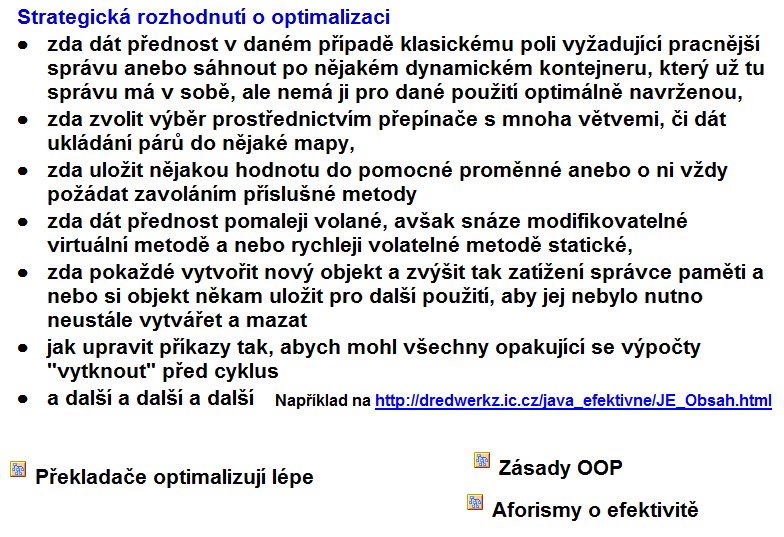 Strategická rozhodnutí o optimalizaci
● zda dát přednost v daném případě klasickému poli vyžadující pracnější
správu anebo sáhnout po nějakém dynamickém kontejneru, který už tu
správu má v sobě, ale nemá ji pro dané použití optimálně navrženou,
● zda zvolit výběr prostřednictvím přepínače s mnoha větvemi, či dát
ukládání párů do nějaké mapy,
● zda uložit nějakou hodnotu do pomocné proměnné anebo o ni vždy
požádat zavoláním příslušné metody
● zda dát přednost pomaleji volané, avšak snáze modifikovatelné
virtuální metodě a nebo rychleji volatelné metodě statické,
● zda pokaždé vytvořit nový objekt a zvýšit tak zatížení správce paměti a
nebo si objekt někam uložit pro další použití, aby jej nebylo nutno
neustále vytvářet a mazat
● jak upravit příkazy tak, abych mohl všechny opakující se výpočty
"vytknout" před cyklus
● a další a další a další Například na http://dredwerkz.ic.cz/java_efektivne/JE_Obsah.html
Překladače optimalizují lépe
Zásady OOP
Aforismy o efektivitě